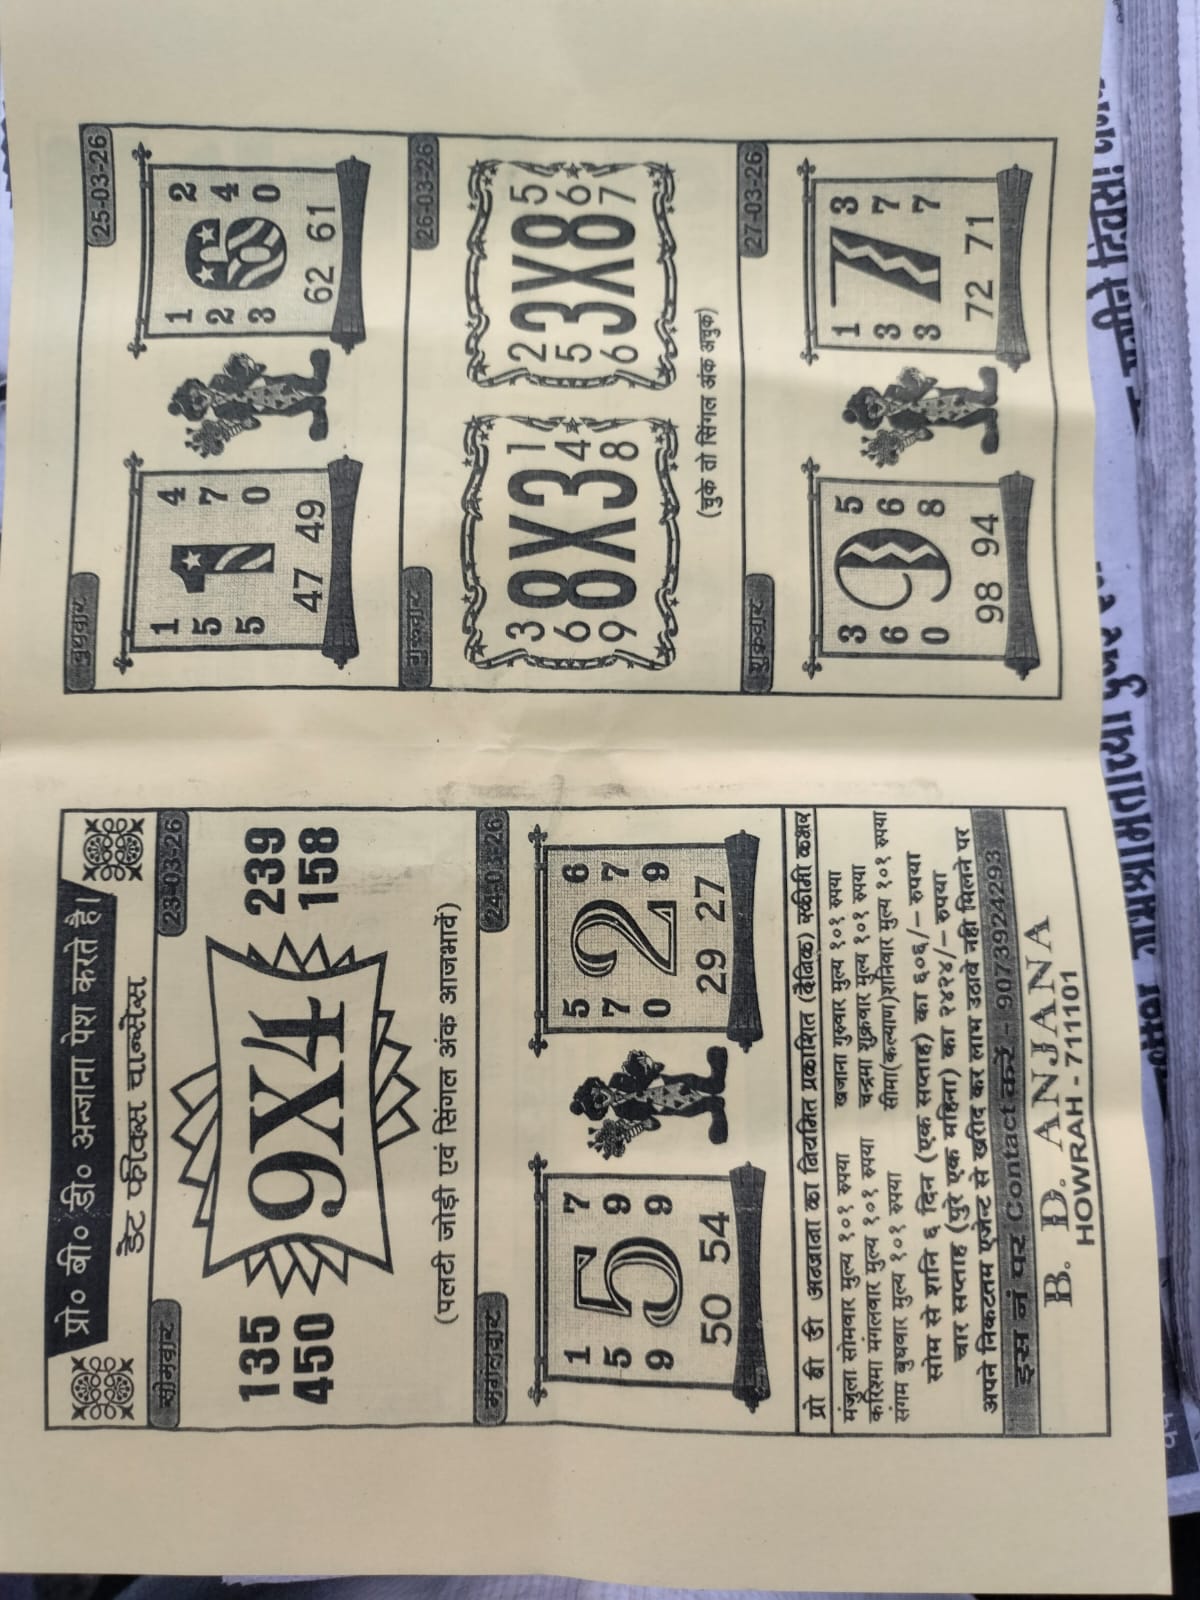 प्रो० बी० डी० अन्जाना पेश करते है।
डेट फीक्स चान्सेस
सोमवार 23-03-26
135 9X4 239
450 158
(पलटी जोड़ी एवं सिंगल अंक आजभावें)
मंगलवार 24-03-26
1 7
5 5 9
9 9
50 54
5 6
7 2 7
0 9
29 27
प्रो बी डी अन्जाना का नियमित प्रकाशित (दैनिक) स्कीमी कक्षर
मंजुला सोमवार मुल्य १०१ रुपया खजाना गुरुवार मुल्य १०१ रुपया
करिश्मा मंगलवार मुल्य १०१ रुपया चन्द्रमा शुक्रवार मुल्य १०१ रुपया
संगम बुधवार मुल्य १०१ रुपया सीमा(कल्याण)शनिवार मुल्य १०१ रुपया
सोम से शनि ६ दिन (एक सप्ताह) का ६०६/- रुपया
चार सप्ताह (पुरे एक महिना) का २४२४/- रुपया
अपने निकटतम एजेन्ट से खरीद कर लाभ उठावे नही मिलने पर
इस नं पर Contact करें - 9073924293
B. D. ANJANA
HOWRAH - 711101
बुधवार 25-03-26
1 4
5 1 7
5 0
47 49
1 2
2 6 4
3 0
62 61
गुरूवार 26-03-26
3 8X3 1
6 4
9 8X3 8
2 3X8 5
5 6
6 3X8 7
(चुके तो सिंगल अंक अचुक)
शुक्रवार 27-03-26
3 5
6 9 6
0 8
98 94
1 3
3 7 7
3 7
72 71